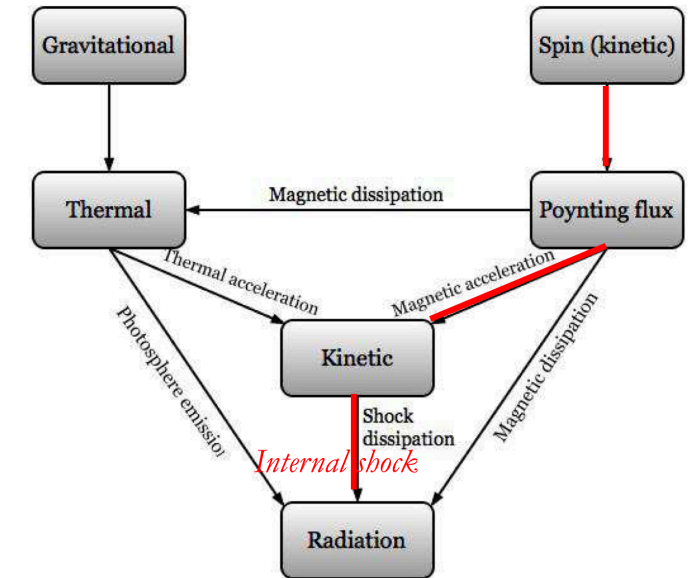 Gravitational
Spin (kinetic)
Magnetic dissipation
Thermal
Poynting flux
Thermal acceleration
Magnetic acceleration
Photosphere emission
Magnetic dissipation
Kinetic
Shock
dissipation
Internal shock
Radiation